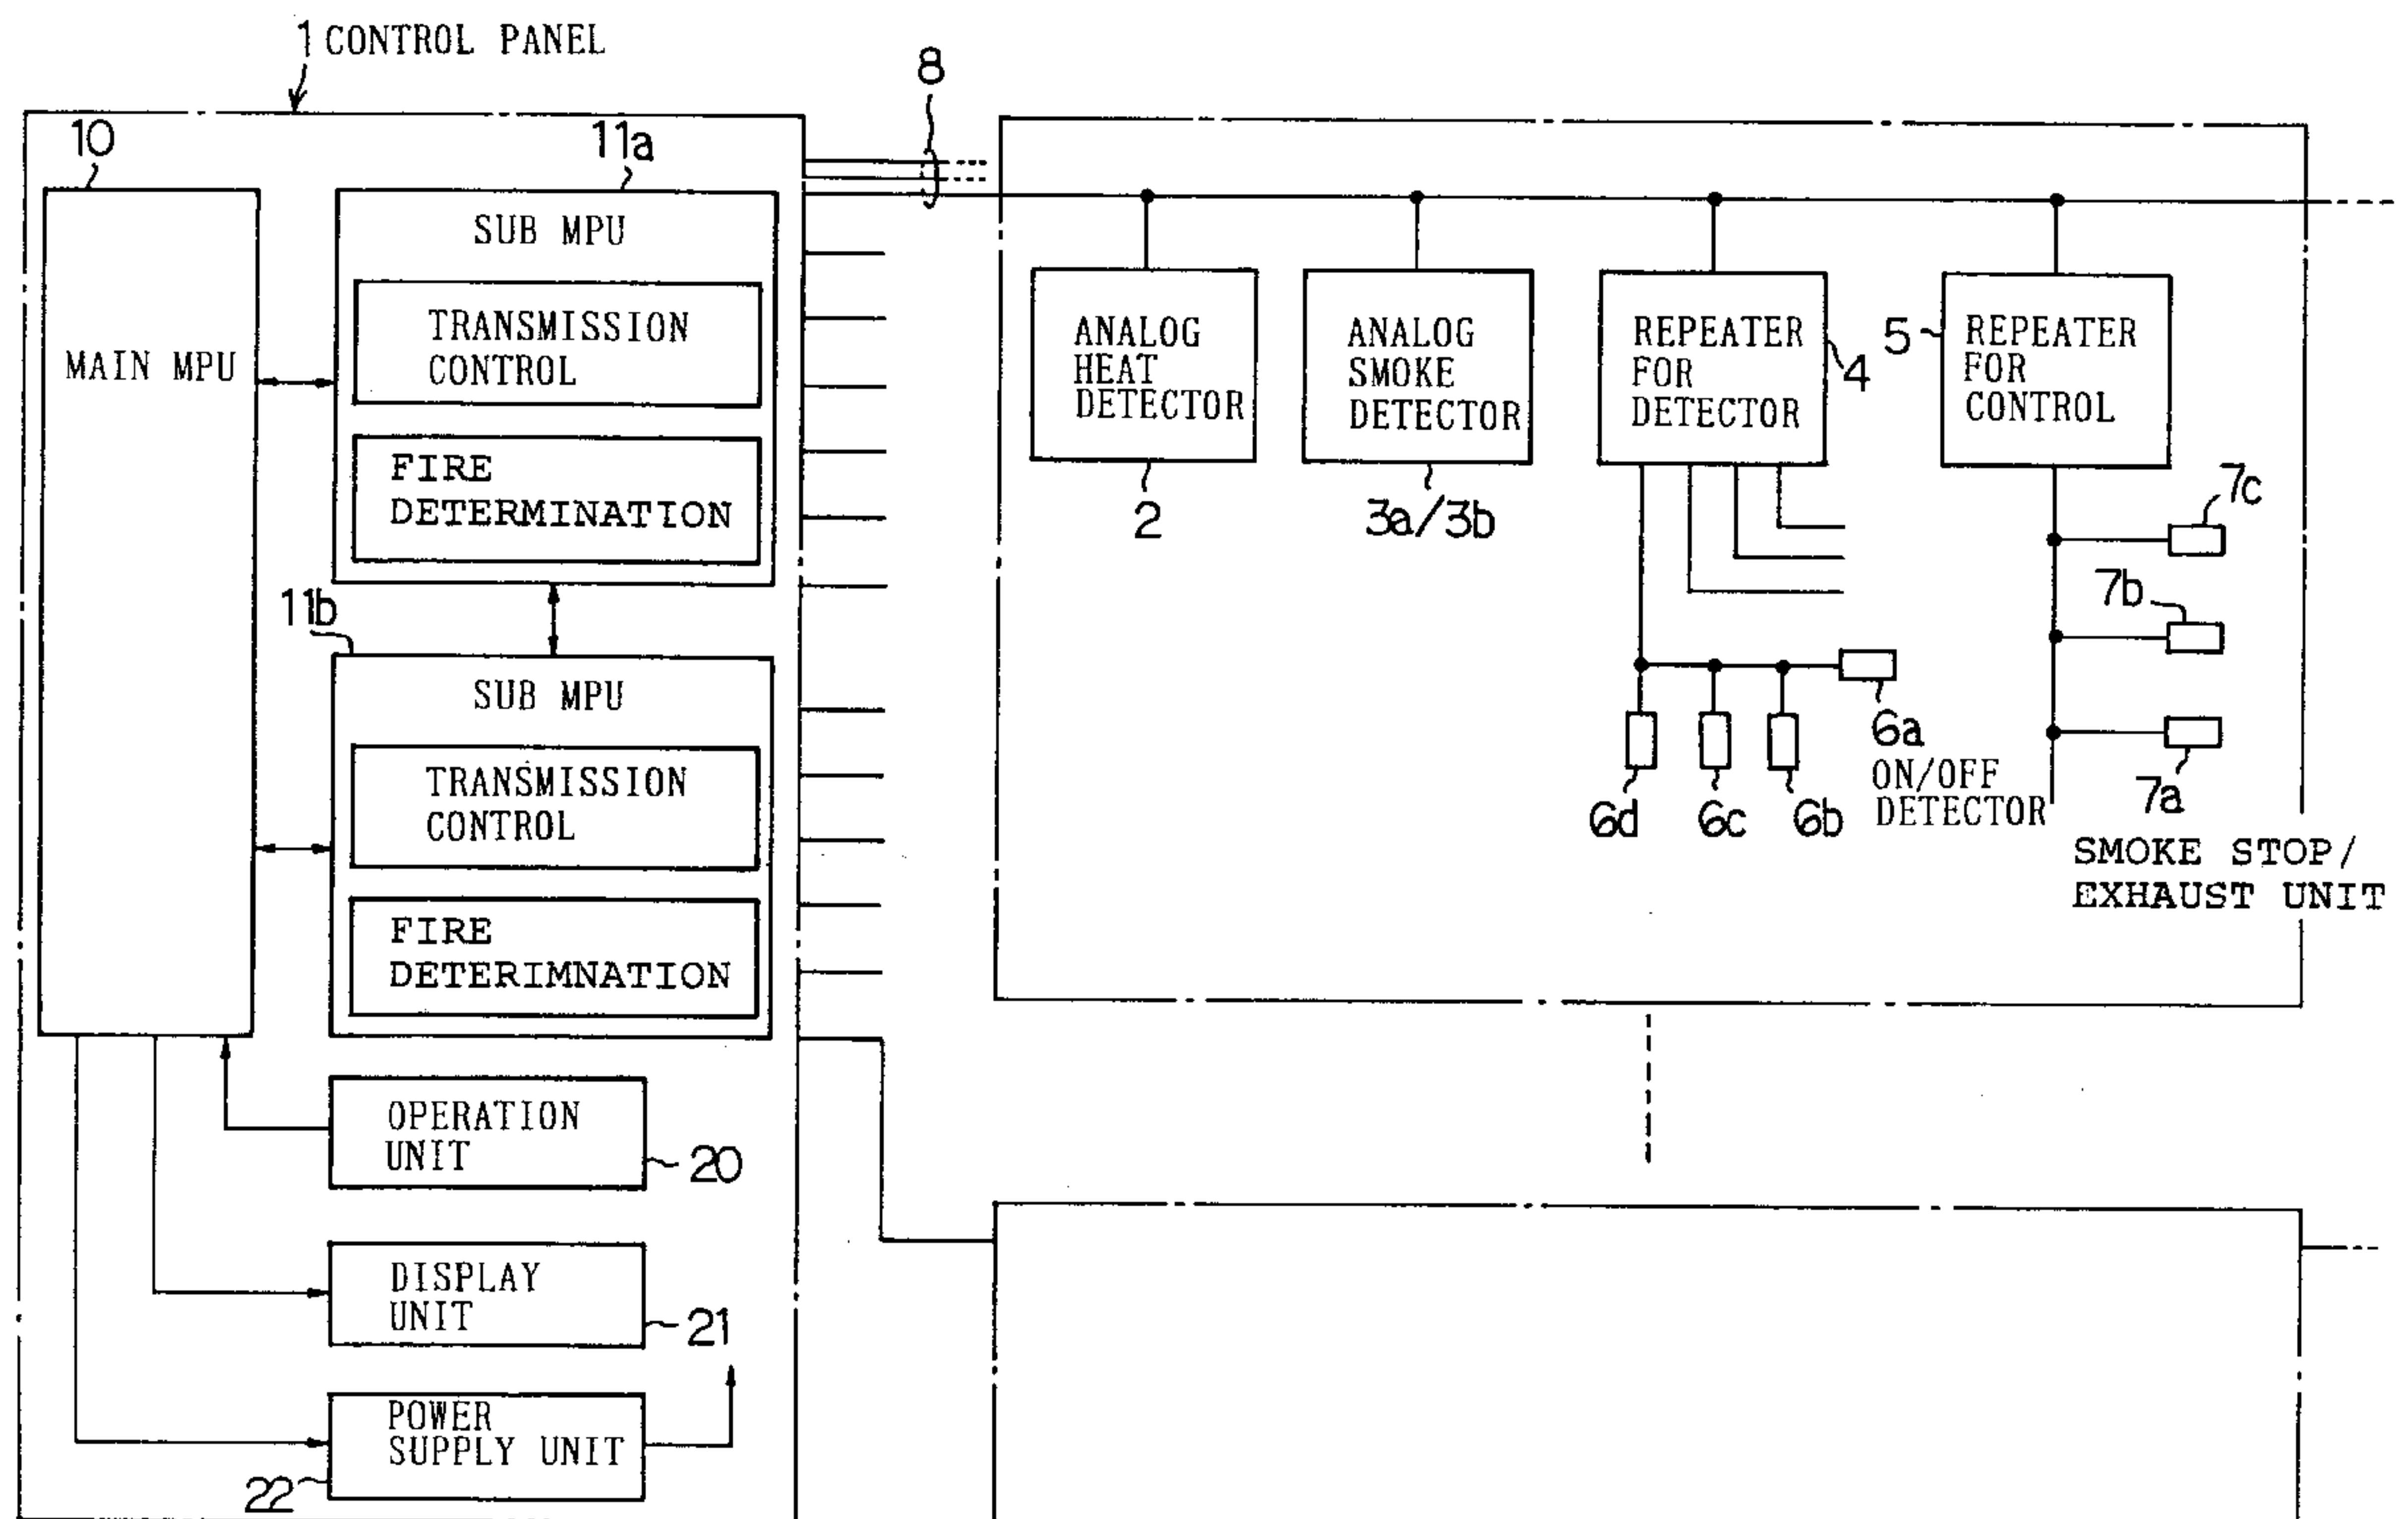 1 CONTROL PANEL
8
10
11a
MAIN MPU
SUB MPU
TRANSMISSION
CONTROL
FIRE
DETERMINATION
11b
SUB MPU
TRANSMISSION
CONTROL
FIRE
DETERIMNATION
OPERATION
UNIT
20
DISPLAY
UNIT
21
POWER
SUPPLY UNIT
22
ANALOG
HEAT
DETECTOR
2
ANALOG
SMOKE
DETECTOR
3a/3b
REPEATER
FOR
DETECTOR
4
5
REPEATER
FOR
CONTROL
7c
7b
7a
SMOKE STOP/
EXHAUST UNIT
6a
ON/OFF
DETECTOR
6d
6c
6b